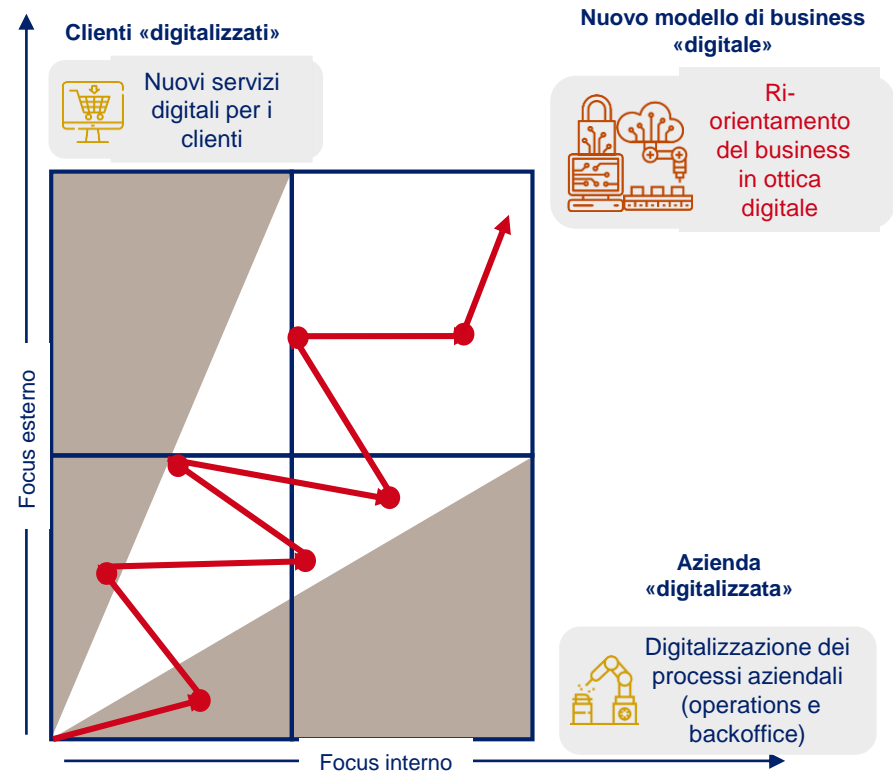 Clienti «digitalizzati»
Nuovi servizi
digitali per i
clienti
Nuovo modello di business
«digitale»
Ri-
orientamento
del business
in ottica
digitale
Focus esterno
Azienda
«digitalizzata»
Digitalizzazione dei
processi aziendali
(operations e
backoffice)
Focus interno